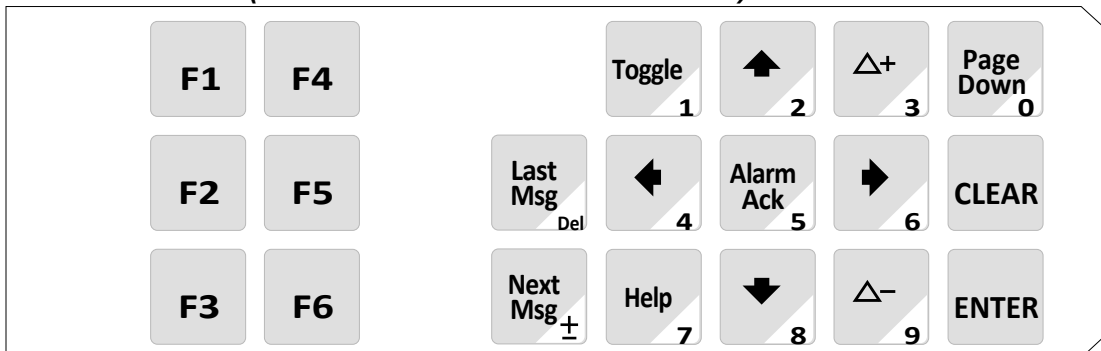 F1 F4 Toggle 1 2 △+ 3 Page Down 0
F2 F5 Last Msg Del 4 Alarm Ack 5 6 CLEAR
F3 F6 Next Msg ± Help 7 8 △− 9 ENTER